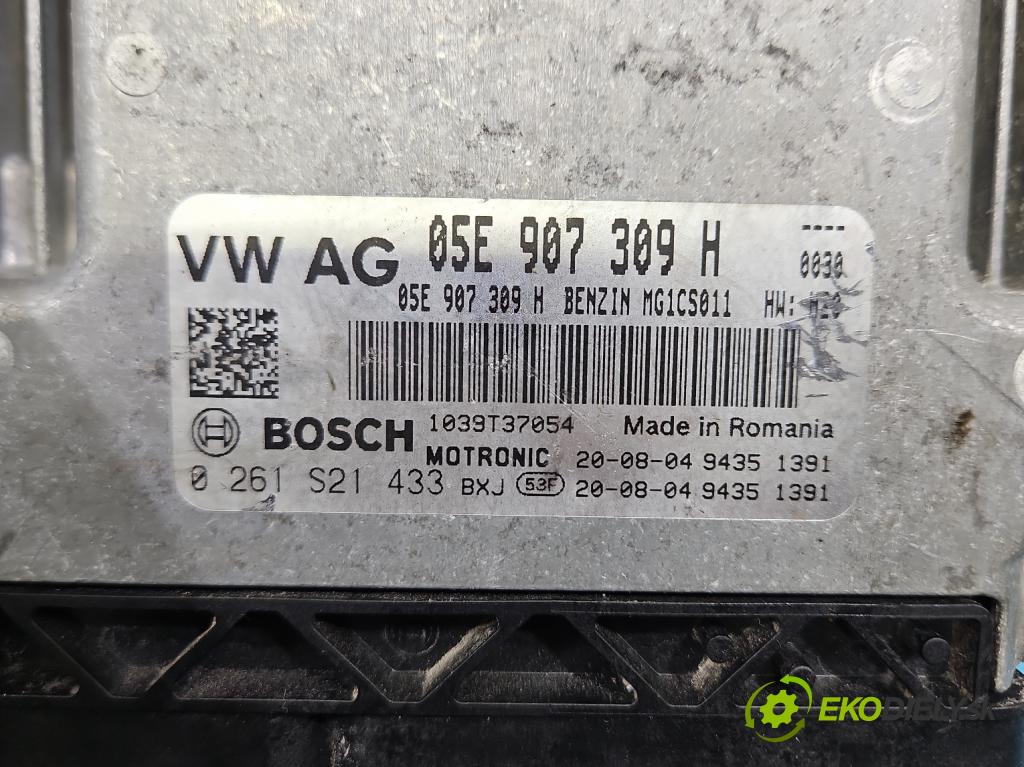 VW AG 05E 907 309 H ----
0030
05E 907 309 H BENZIN MG1CS011 HW:
BOSCH 1039T37054 Made in Romania
MOTRONIC 20-08-04 9435 1391
0 261 S21 433 BXJ 53F 20-08-04 9435 1391
EKODIELY.SK